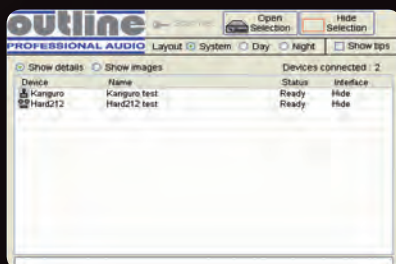 outline Open Selection Hide Selection
PROFESSIONAL AUDIO Layout System Day Night Show tips
Show details Show images Devices connected : 2
Device Name Status Interface
Kanguro Kanguro test Ready Hide
Hard212 Hard212 test Ready Hide